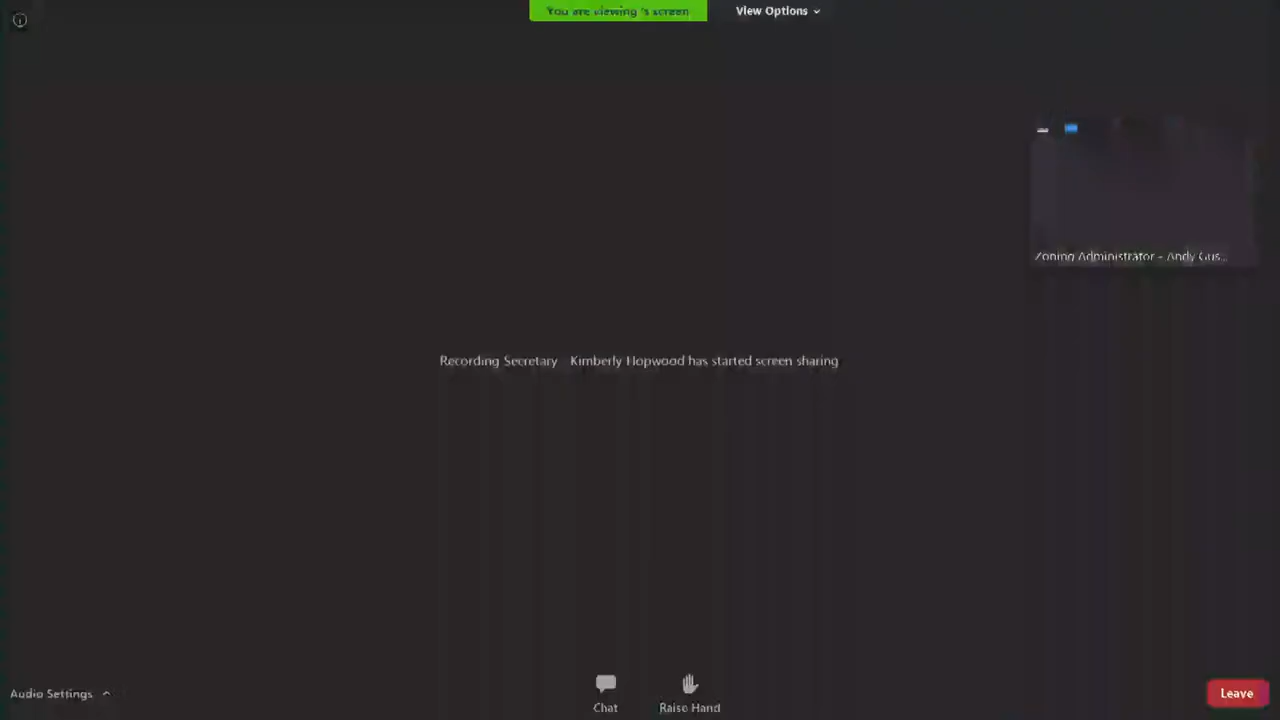 You are viewing 's screen
View Options
Zoning Administrator - Andy Gus...
Recording Secretary - Kimberly Hopwood has started screen sharing
Audio Settings
Chat
Raise Hand
Leave